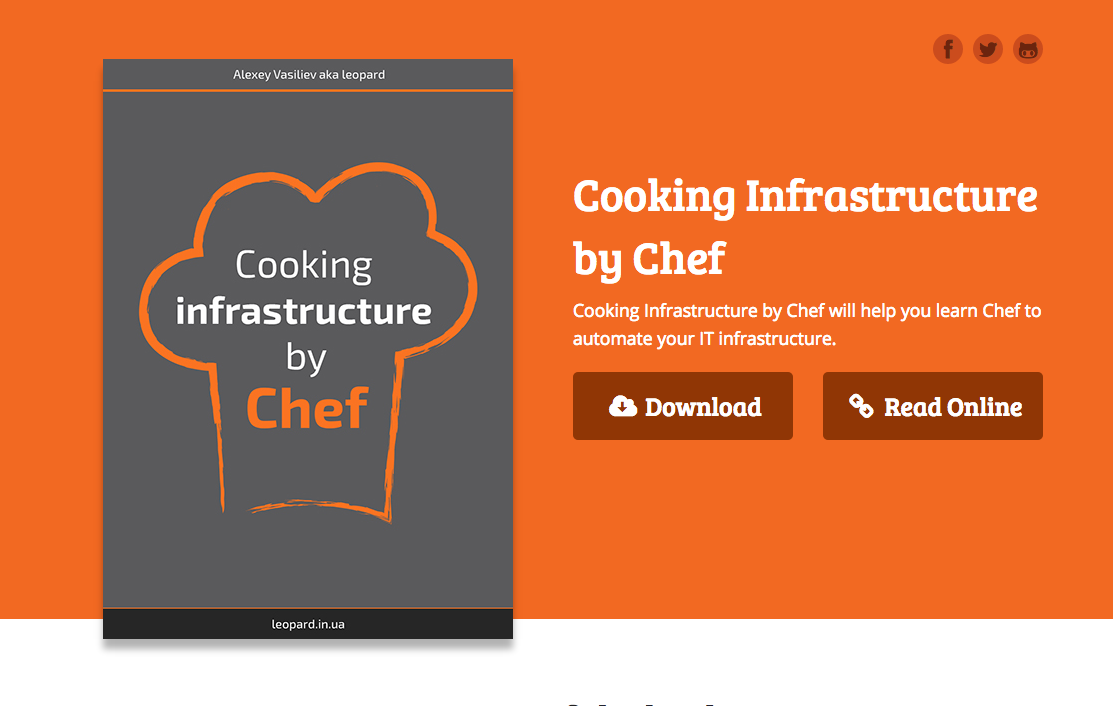 Alexey Vasiliev aka leopard
Cooking
infrastructure
by
Chef
leopard.in.ua
Cooking Infrastructure
by Chef
Cooking Infrastructure by Chef will help you learn Chef to
automate your IT infrastructure.
Download
Read Online